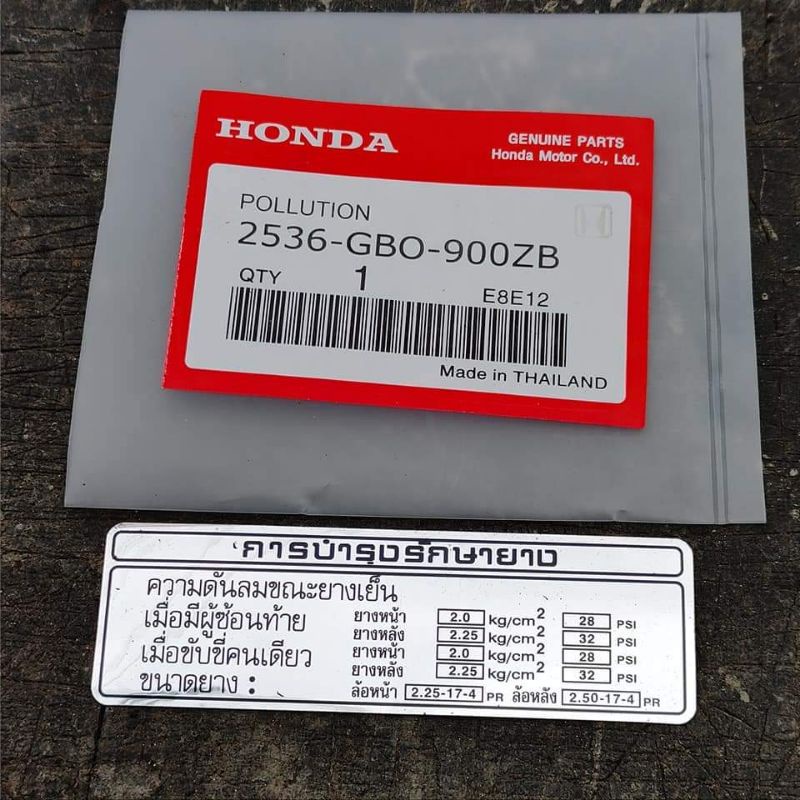 HONDA
GENUINE PARTS
Honda Motor Co., Ltd.
POLLUTION
2536-GBO-900ZB
QTY 1 E8E12
Made in THAILAND
การบำรุงรักษายาง
ความดันลมขณะยางเย็น
เมื่อมีผู้ซ้อนท้าย ยางหน้า 2.0 kg/cm² 28 PSI
ยางหลัง 2.25 kg/cm² 32 PSI
เมื่อขับขี่คนเดียว ยางหน้า 2.0 kg/cm² 28 PSI
ยางหลัง 2.25 kg/cm² 32 PSI
ขนาดยาง : ล้อหน้า 2.25-17-4 PR ล้อหลัง 2.50-17-4 PR